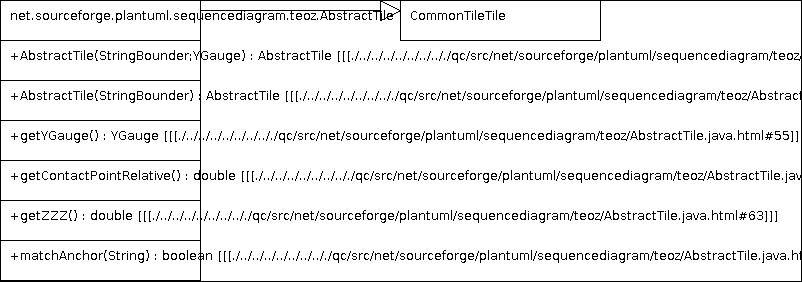 net.sourceforge.plantuml.sequencediagram.teoz.AbstractTile
CommonTileTile
+AbstractTile(StringBounder;YGauge) : AbstractTile [[[./../../../../../../../qc/src/net/sourceforge/plantuml/sequencediagram/teoz
+AbstractTile(StringBounder) : AbstractTile [[[./../../../../../../../qc/src/net/sourceforge/plantuml/sequencediagram/teoz/Abstract
+getYGauge() : YGauge [[[./../../../../../../../qc/src/net/sourceforge/plantuml/sequencediagram/teoz/AbstractTile.java.html#55]]]
+getContactPointRelative() : double [[[./../../../../../../../qc/src/net/sourceforge/plantuml/sequencediagram/teoz/AbstractTile.jav
+getZZZ() : double [[[./../../../../../../../qc/src/net/sourceforge/plantuml/sequencediagram/teoz/AbstractTile.java.html#63]]]
+matchAnchor(String) : boolean [[[./../../../../../../../qc/src/net/sourceforge/plantuml/sequencediagram/teoz/AbstractTile.java.ht